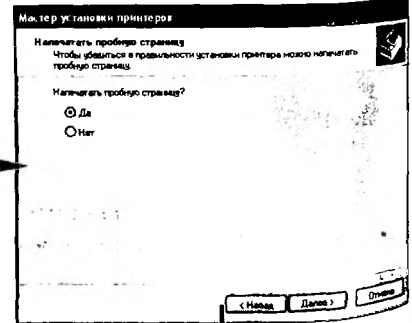 Мастер установки принтеров
Напечатать пробную страницу
Чтобы убедиться в правильности установки принтера можно напечатать
пробную страницу.
Напечатать пробную страницу?
Да
Нет
< Назад
Далее >
Отмена